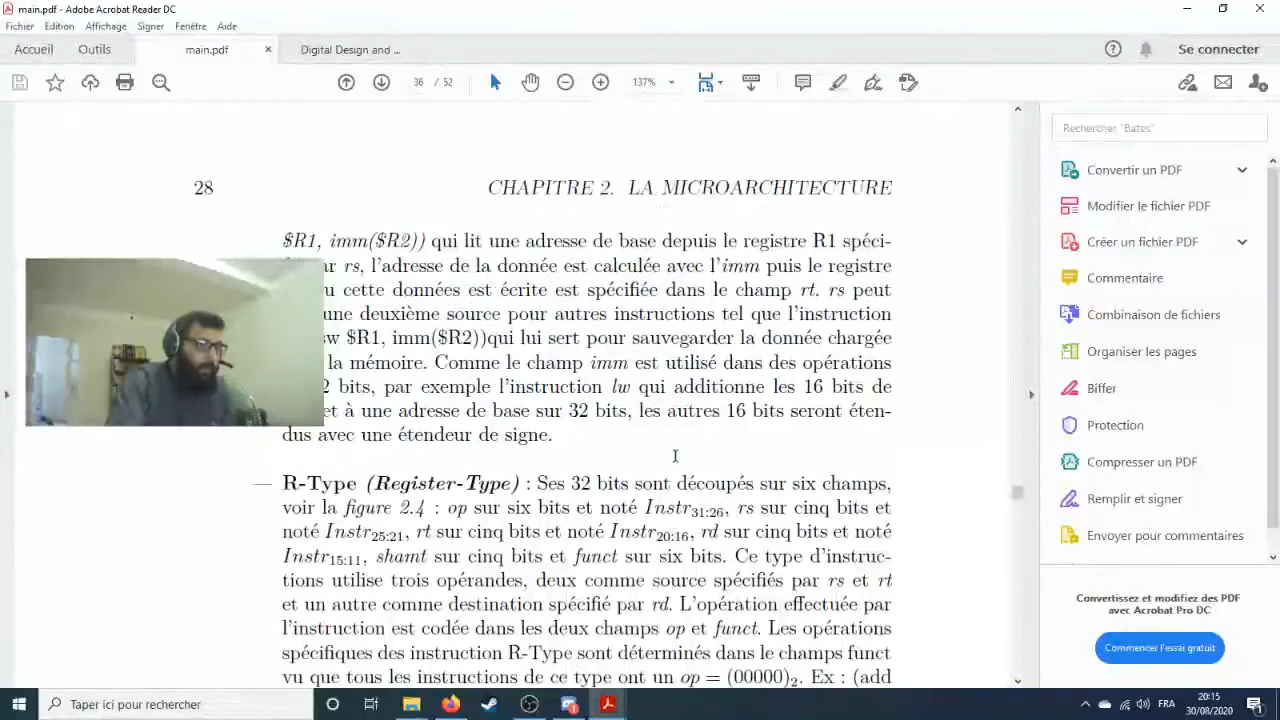 main.pdf - Adobe Acrobat Reader DC
Fichier Edition Affichage Signer Fenêtre Aide
Accueil Outils main.pdf × Digital Design and ... Se connecter
36 / 52 137%
28 CHAPITRE 2. LA MICROARCHITECTURE
$R1, imm($R2)) qui lit une adresse de base depuis le registre R1 spéci-
ar rs, l'adresse de la donnée est calculée avec l'imm puis le registre
u cette données est écrite est spécifiée dans le champ rt. rs peut
une deuxième source pour autres instructions tel que l'instruction
sw $R1, imm($R2))qui lui sert pour sauvegarder la donnée chargée
la mémoire. Comme le champ imm est utilisé dans des opérations
2 bits, par exemple l'instruction lw qui additionne les 16 bits de
et à une adresse de base sur 32 bits, les autres 16 bits seront éten-
dus avec une étendeur de signe.
— R-Type (Register-Type) : Ses 32 bits sont découpés sur six champs,
voir la figure 2.4 : op sur six bits et noté Instr31:26, rs sur cinq bits et
noté Instr25:21, rt sur cinq bits et noté Instr20:16, rd sur cinq bits et noté
Instr15:11, shamt sur cinq bits et funct sur six bits. Ce type d'instruc-
tions utilise trois opérandes, deux comme source spécifiés par rs et rt
et un autre comme destination spécifié par rd. L'opération effectuée par
l'instruction est codée dans les deux champs op et funct. Les opérations
spécifiques des instruction R-Type sont déterminés dans le champs funct
vu que tous les instructions de ce type ont un op = (00000)2. Ex : (add
Rechercher "Bates"
Convertir un PDF
Modifier le fichier PDF
Créer un fichier PDF
Commentaire
Combinaison de fichiers
Organiser les pages
Biffer
Protection
Compresser un PDF
Remplir et signer
Envoyer pour commentaires
Convertissez et modifiez des PDF
avec Acrobat Pro DC
Commencer l'essai gratuit
Taper ici pour rechercher
FRA
20:15
30/08/2020